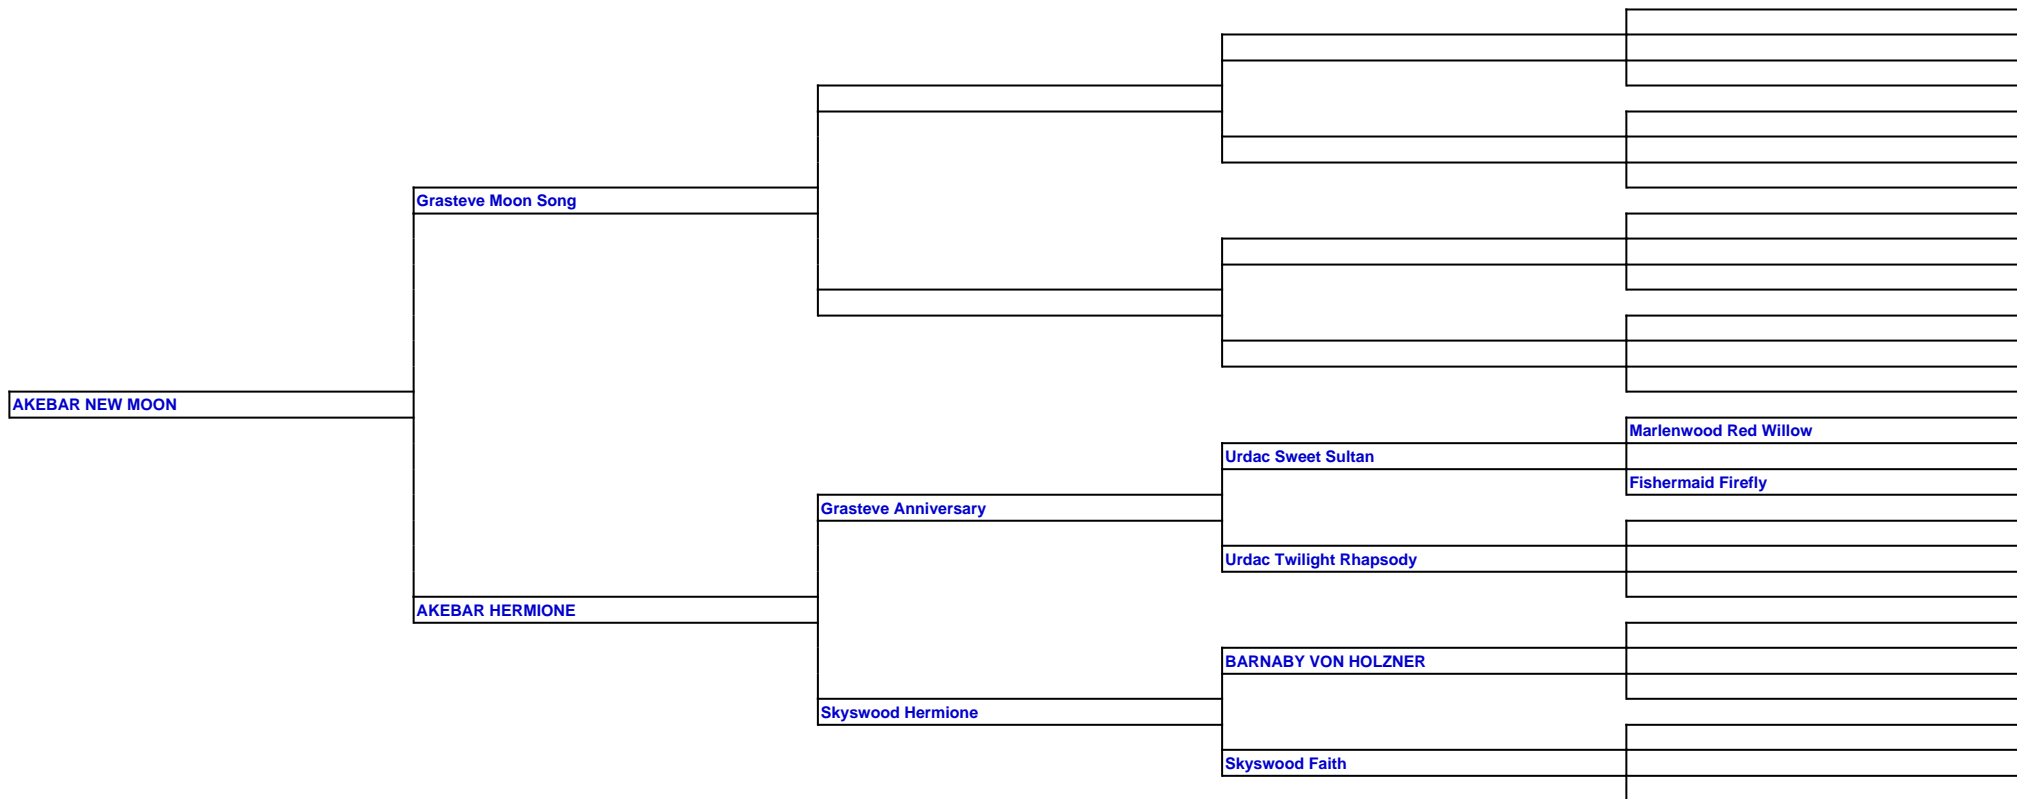 Grasteve Moon Song
AKEBAR NEW MOON
Marlenwood Red Willow
Urdac Sweet Sultan
Fishermaid Firefly
Grasteve Anniversary
Urdac Twilight Rhapsody
AKEBAR HERMIONE
BARNABY VON HOLZNER
Skyswood Hermione
Skyswood Faith